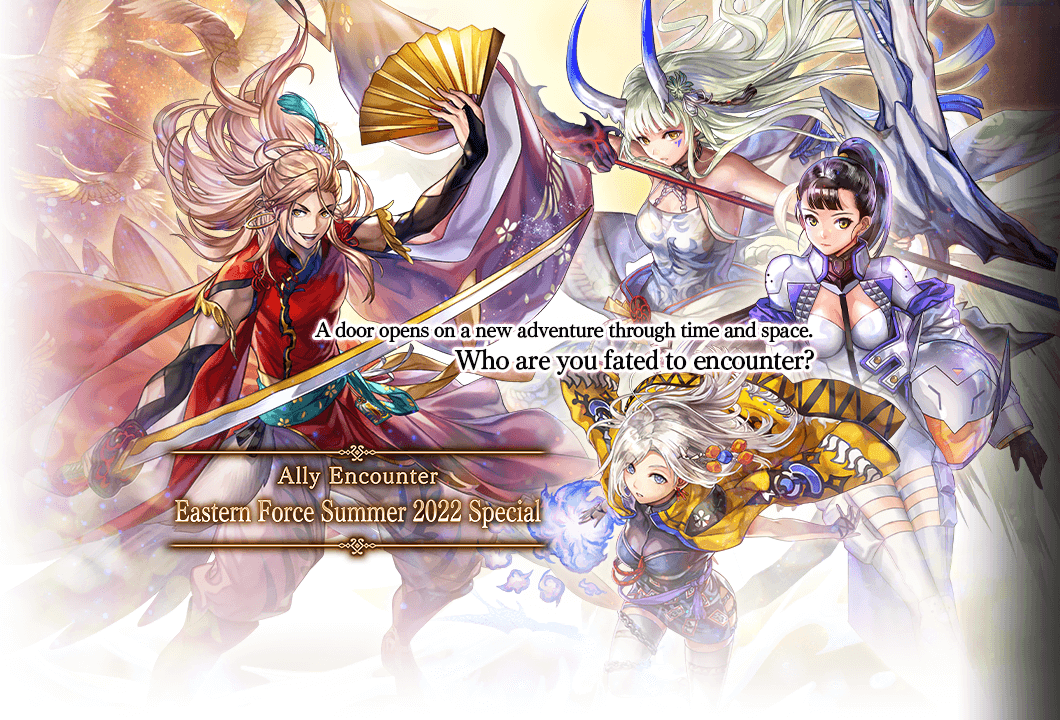 A door opens on a new adventure through time and space.
Who are you fated to encounter?
Ally Encounter
Eastern Force Summer 2022 Special